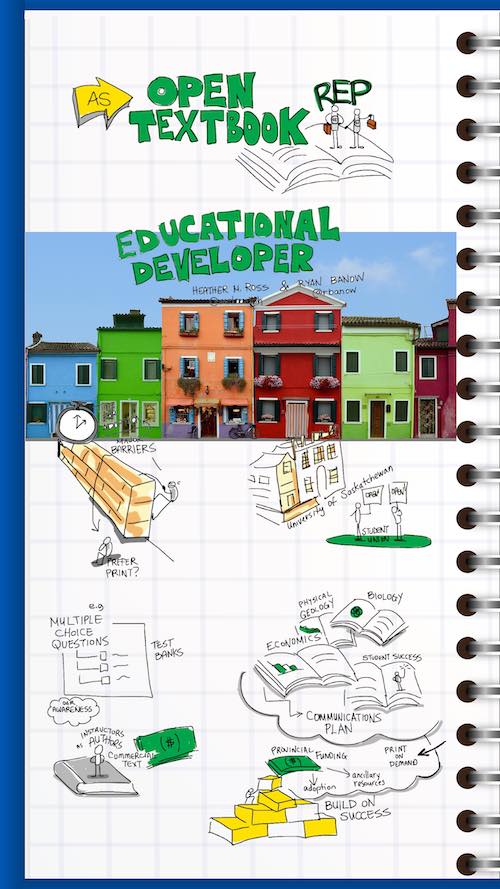 AS
OPEN
TEXTBOOK
REP
EDUCATIONAL
DEVELOPER
HEATHER M. ROSS & RYAN BANOW
@rbanow
BARRIERS
PREFER
PRINT?
University of Saskatchewan
OPEN
OPEN
STUDENT
UNION
e.g.
MULTIPLE
CHOICE
QUESTIONS
TEST
BANKS
OER
AWARENESS
INSTRUCTORS
as AUTHORS
COMMERCIAL
TEXT
PHYSICAL
GEOLOGY
BIOLOGY
ECONOMICS
STUDENT SUCCESS
COMMUNICATIONS
PLAN
PROVINCIAL FUNDING
adoption
ancillary
resources
PRINT
ON
DEMAND
BUILD ON
SUCCESS